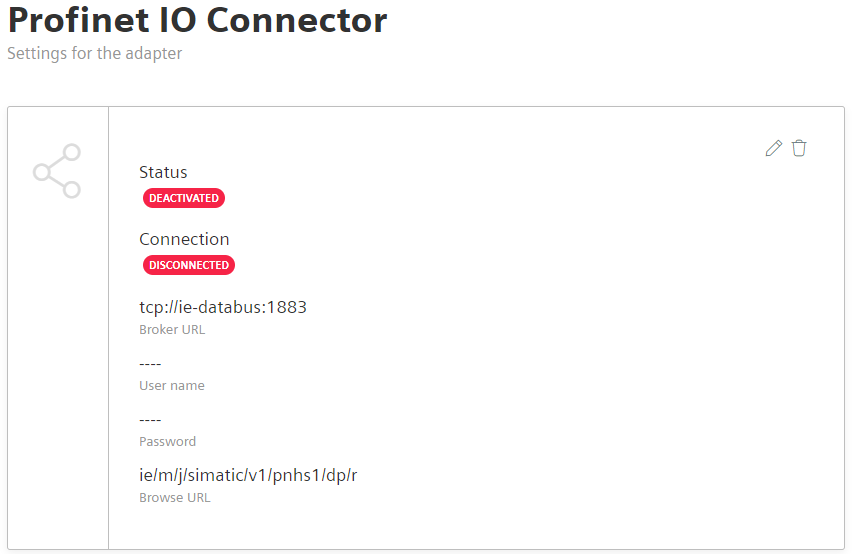 Profinet IO Connector
Settings for the adapter
Status
DEACTIVATED
Connection
DISCONNECTED
tcp://ie-databus:1883
Broker URL
----
User name
----
Password
ie/m/j/simatic/v1/pnhs1/dp/r
Browse URL